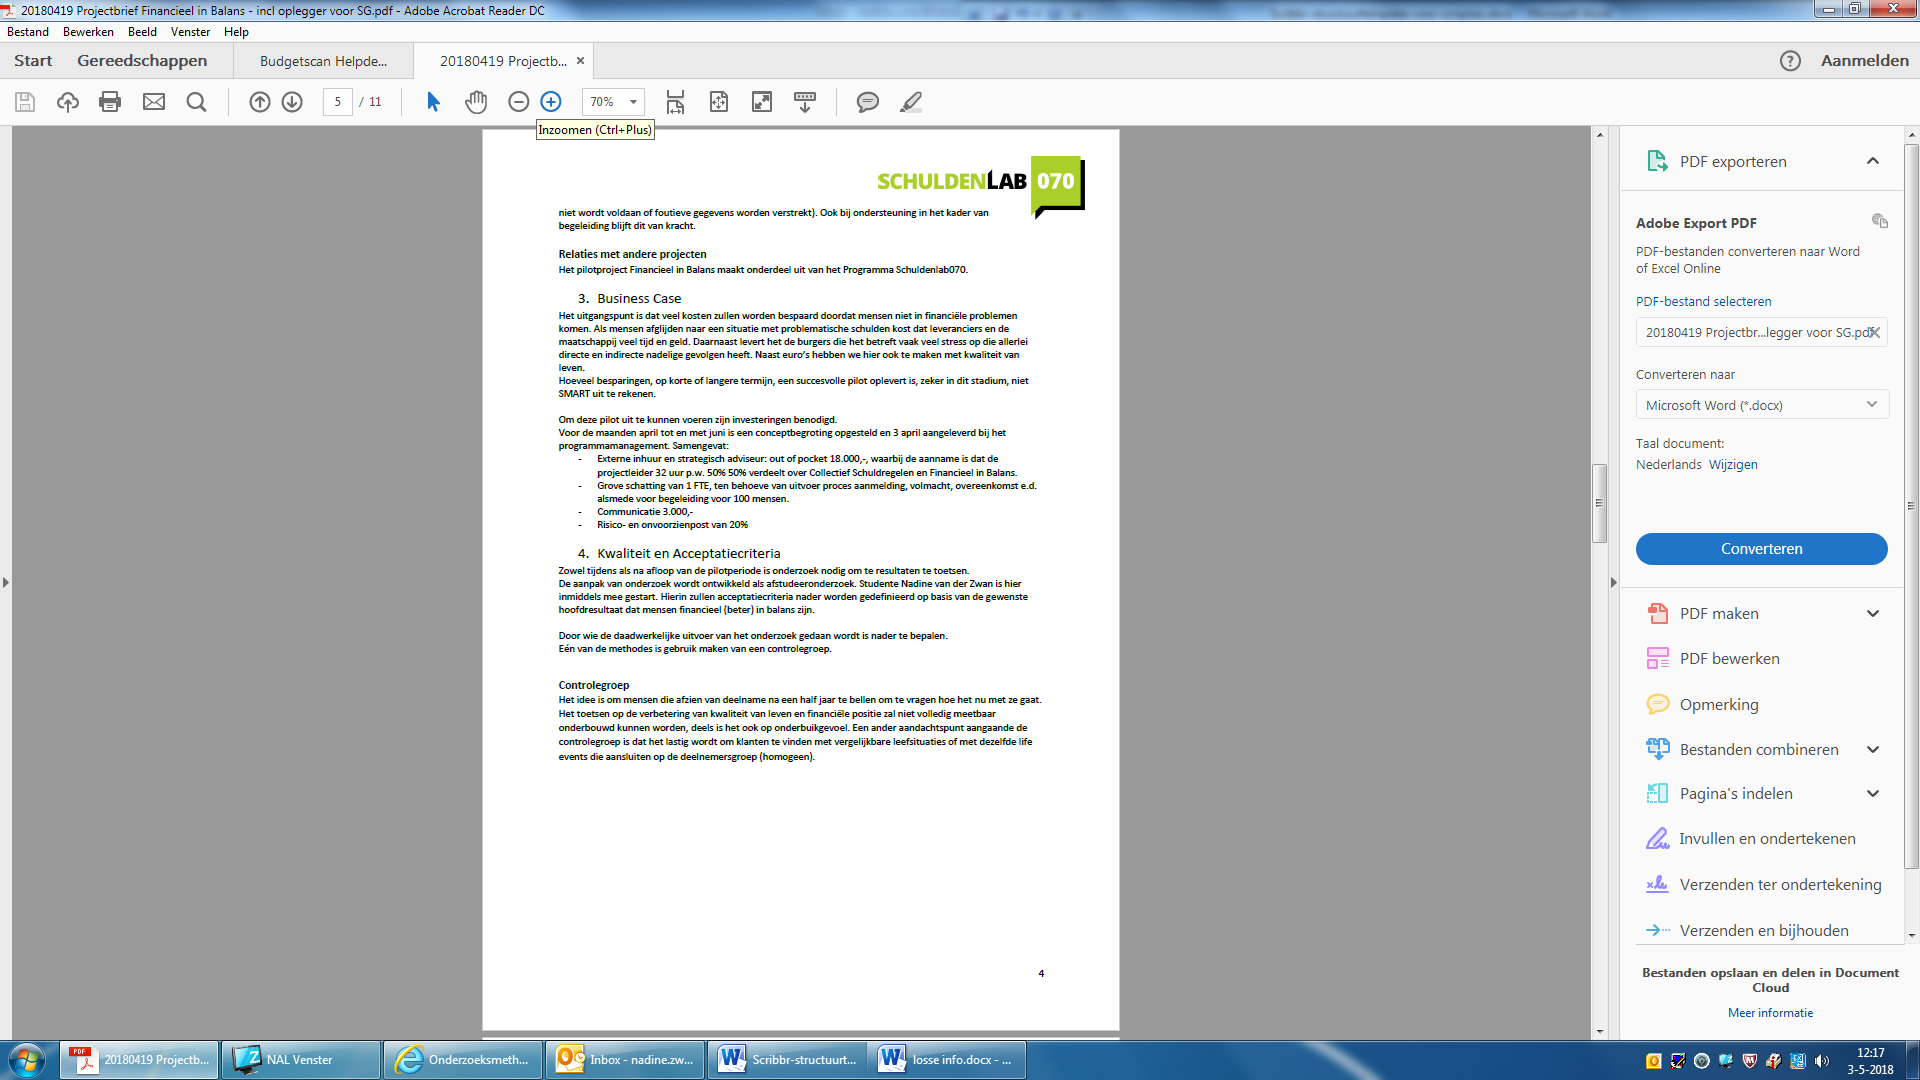 20180419 Projectbrief Financieel in Balans - incl oplegger voor SG.pdf - Adobe Acrobat Reader DC
Bestand Bewerken Beeld Venster Help
Start Gereedschappen Budgetscan Helpde... 20180419 Projectb... × ? Aanmelden
5 / 11 70%
Inzoomen (Ctrl+Plus)
SCHULDENLAB 070
niet wordt voldaan of foutieve gegevens worden verstrekt). Ook bij ondersteuning in het kader van
begeleiding blijft dit van kracht.
Relaties met andere projecten
Het pilotproject Financieel in Balans maakt onderdeel uit van het Programma Schuldenlab070.
3. Business Case
Het uitgangspunt is dat veel kosten zullen worden bespaard doordat mensen niet in financiële problemen
komen. Als mensen afglijden naar een situatie met problematische schulden kost dat leveranciers en de
maatschappij veel tijd en geld. Daarnaast levert het de burgers die het betreft vaak veel stress op die allerlei
directe en indirecte nadelige gevolgen heeft. Naast euro's hebben we hier ook te maken met kwaliteit van
leven.
Hoeveel besparingen, op korte of langere termijn, een succesvolle pilot oplevert is, zeker in dit stadium, niet
SMART uit te rekenen.
Om deze pilot uit te kunnen voeren zijn investeringen benodigd.
Voor de maanden april tot en met juni is een conceptbegroting opgesteld en 3 april aangeleverd bij het
programmamanagement. Samengevat:
- Externe inhuur en strategisch adviseur: out of pocket 18.000,-, waarbij de aanname is dat de
projectleider 32 uur p.w. 50% 50% verdeelt over Collectief Schuldregelen en Financieel in Balans.
- Grove schatting van 1 FTE, ten behoeve van uitvoer proces aanmelding, volmacht, overeenkomst e.d.
alsmede voor begeleiding voor 100 mensen.
- Communicatie 3.000,-
- Risico- en onvoorzienpost van 20%
4. Kwaliteit en Acceptatiecriteria
Zowel tijdens als na afloop van de pilotperiode is onderzoek nodig om te resultaten te toetsen.
De aanpak van onderzoek wordt ontwikkeld als afstudeeronderzoek. Studente Nadine van der Zwan is hier
inmiddels mee gestart. Hierin zullen acceptatiecriteria nader worden gedefinieerd op basis van de gewenste
hoofdresultaat dat mensen financieel (beter) in balans zijn.
Door wie de daadwerkelijke uitvoer van het onderzoek gedaan wordt is nader te bepalen.
Eén van de methodes is gebruik maken van een controlegroep.
Controlegroep
Het idee is om mensen die afzien van deelname na een half jaar te bellen om te vragen hoe het nu met ze gaat.
Het toetsen op de verbetering van kwaliteit van leven en financiële positie zal niet volledig meetbaar
onderbouwd kunnen worden, deels is het ook op onderbuikgevoel. Een ander aandachtspunt aangaande de
controlegroep is dat het lastig wordt om klanten te vinden met vergelijkbare leefsituaties of met dezelfde life
events die aansluiten op de deelnemersgroep (homogeen).
4
PDF exporteren
Adobe Export PDF
PDF-bestanden converteren naar Word
of Excel Online
PDF-bestand selecteren
20180419 Projectbr...legger voor SG.pdf
Converteren naar
Microsoft Word (*.docx)
Taal document:
Nederlands Wijzigen
Converteren
PDF maken
PDF bewerken
Opmerking
Bestanden combineren
Pagina's indelen
Invullen en ondertekenen
Verzenden ter ondertekening
Verzenden en bijhouden
Bestanden opslaan en delen in Document
Cloud
Meer informatie
20180419 Projectb... NAL Venster Onderzoeksmeth... Inbox - nadine.zw... Scribbr-structuurt... losse info.docx - ...
12:17
3-5-2018